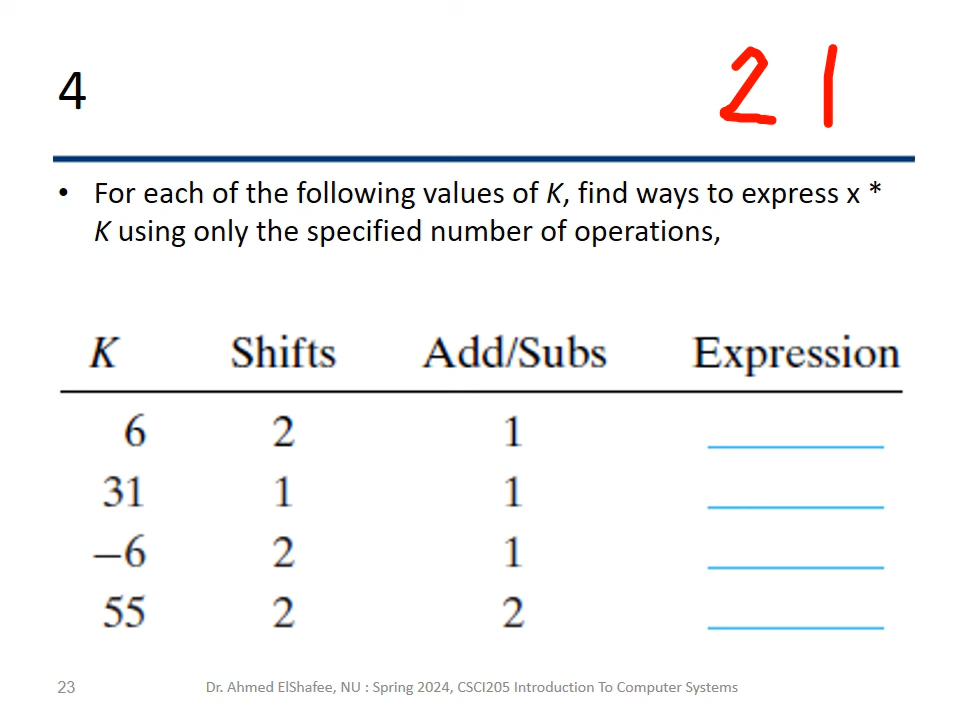 4
2 1
• For each of the following values of K, find ways to express x *
K using only the specified number of operations,
K Shifts Add/Subs Expression
6 2 1
31 1 1
−6 2 1
55 2 2
23 Dr. Ahmed ElShafee, NU : Spring 2024, CSCI205 Introduction To Computer Systems